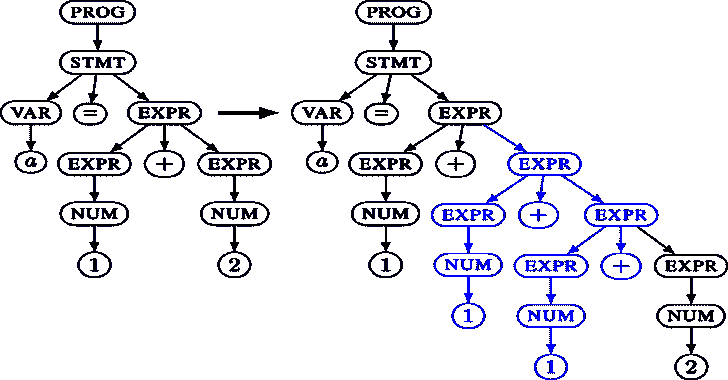 PROG PROG
STMT STMT
VAR = EXPR VAR = EXPR
a EXPR + EXPR a EXPR + EXPR
NUM NUM NUM EXPR + EXPR
1 2 1 NUM EXPR + EXPR
1 NUM NUM
1 2